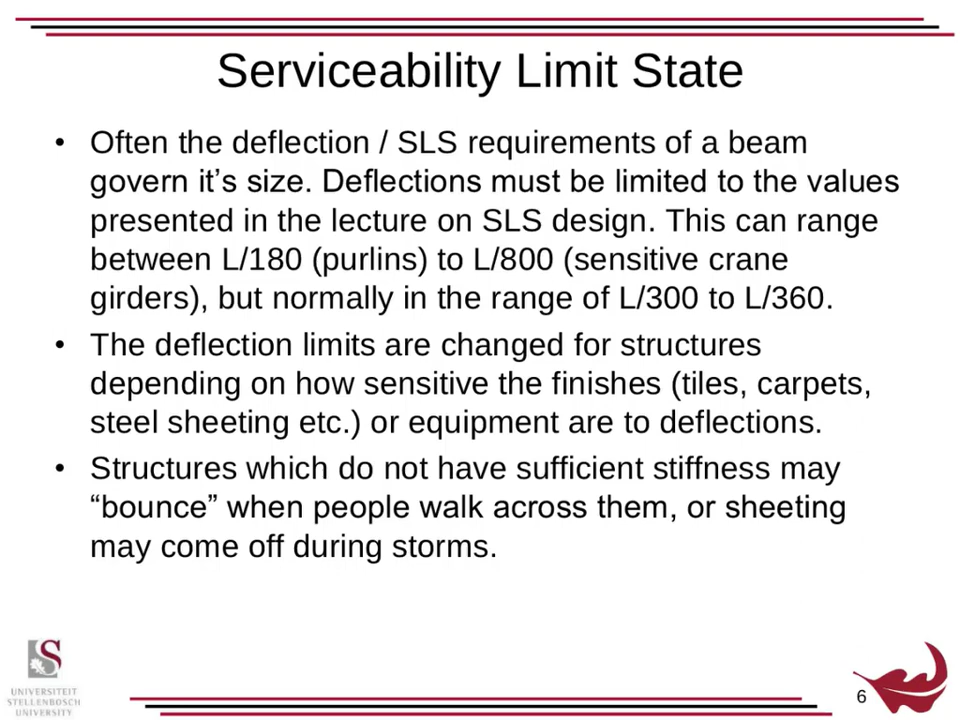 Serviceability Limit State
• Often the deflection / SLS requirements of a beam
govern it’s size. Deflections must be limited to the values
presented in the lecture on SLS design. This can range
between L/180 (purlins) to L/800 (sensitive crane
girders), but normally in the range of L/300 to L/360.
• The deflection limits are changed for structures
depending on how sensitive the finishes (tiles, carpets,
steel sheeting etc.) or equipment are to deflections.
• Structures which do not have sufficient stiffness may
“bounce” when people walk across them, or sheeting
may come off during storms.
S
UNIVERSITEIT
STELLENBOSCH
UNIVERSITY
6